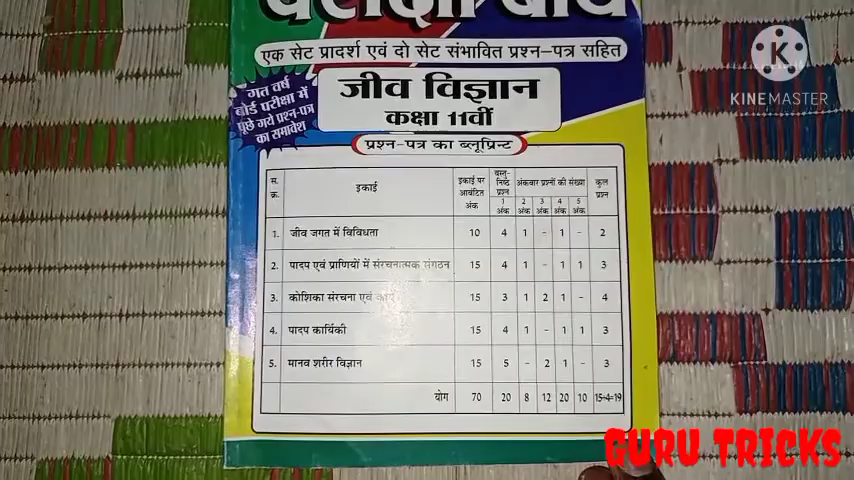 परीक्षा बोध
एक सेट प्रादर्श एवं दो सेट संभावित प्रश्न-पत्र सहित
गत वर्ष
बोर्ड परीक्षा में
पूछे गये प्रश्न-पत्र
का समावेश
जीव विज्ञान
कक्षा 11वीं
प्रश्न-पत्र का ब्लूप्रिन्ट
स. क्र. इकाई इकाई पर आवंटित अंक वस्तु-निष्ठ प्रश्न अंकवार प्रश्नों की संख्या कुल प्रश्न
1 अंक 2 अंक 3 अंक 4 अंक 5 अंक
1. जीव जगत में विविधता 10 4 1 - 1 - 2
2. पादप एवं प्राणियों में संरचनात्मक संगठन 15 4 1 - 1 1 3
3. कोशिका संरचना एवं 15 3 1 2 1 - 4
4. पादप कार्यिकी 15 4 1 - 1 1 3
5. मानव शरीर विज्ञान 15 5 - 2 1 - 3
योग 70 20 8 12 20 10 15+4=19
KINEMASTER
GURU TRICKS